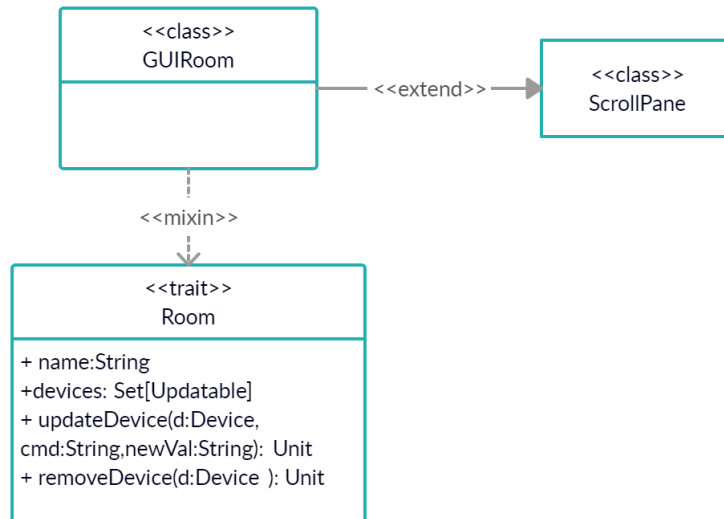 <<class>>
GUIRoom
<<extend>>
<<class>>
ScrollPane
<<mixin>>
<<trait>>
Room
+ name:String
+devices: Set[Updatable]
+ updateDevice(d:Device,
cmd:String,newVal:String): Unit
+ removeDevice(d:Device ): Unit